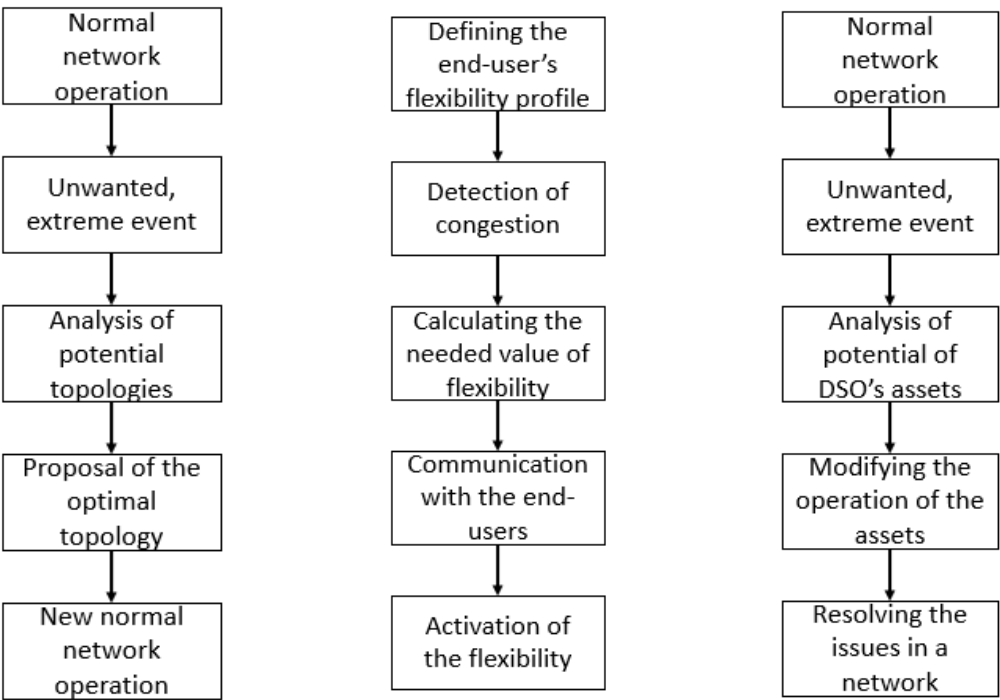 Normal
network
operation
Unwanted,
extreme event
Analysis of
potential
topologies
Proposal of the
optimal
topology
New normal
network
operation
Defining the
end-user's
flexibility profile
Detection of
congestion
Calculating the
needed value of
flexibility
Communication
with the end-
users
Activation of
the flexibility
Normal
network
operation
Unwanted,
extreme event
Analysis of
potential of
DSO's assets
Modifying the
operation of the
assets
Resolving the
issues in a
network